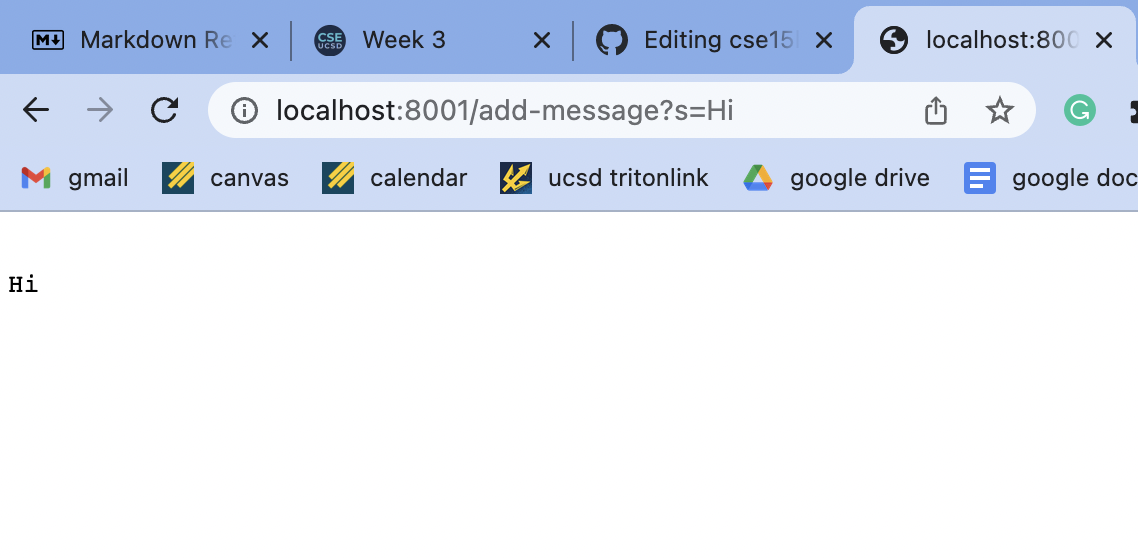 Markdown Re Week 3 Editing cse15l localhost:800
localhost:8001/add-message?s=Hi
gmail canvas calendar ucsd tritonlink google drive google doc
Hi